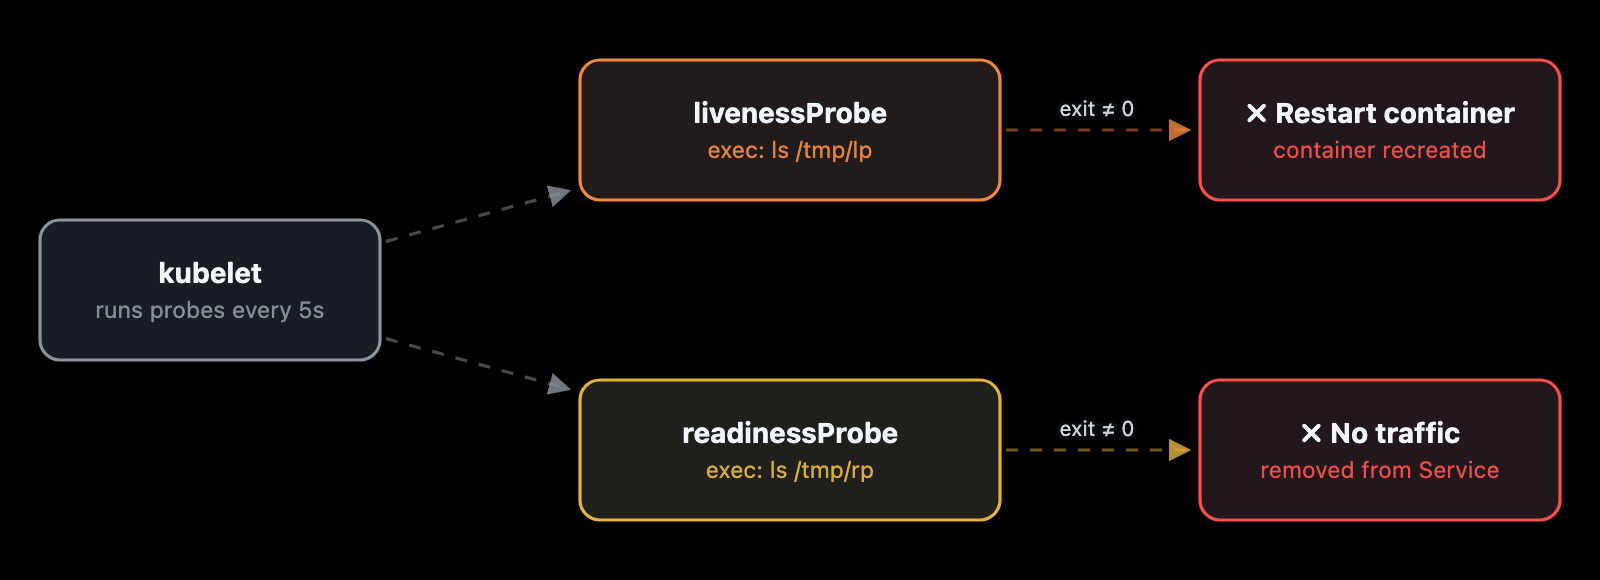 kubelet
runs probes every 5s
livenessProbe
exec: ls /tmp/lp
exit ≠ 0
✕ Restart container
container recreated
readinessProbe
exec: ls /tmp/rp
exit ≠ 0
✕ No traffic
removed from Service